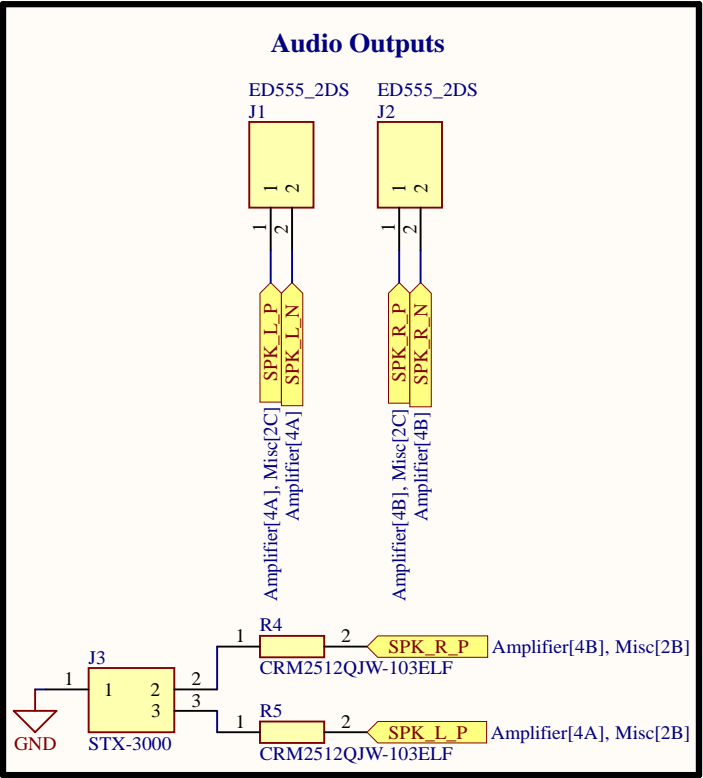 Audio Outputs
ED555_2DS
J1
1
2
1
2
SPK_L_P
SPK_L_N
Amplifier[4A], Misc[2C]
Amplifier[4A]
ED555_2DS
J2
1
2
1
2
SPK_R_P
SPK_R_N
Amplifier[4B], Misc[2C]
Amplifier[4B]
R4
1
2
SPK_R_P
Amplifier[4B], Misc[2B]
CRM2512QJW-103ELF
J3
1
1
2
2
3
3
GND
STX-3000
R5
1
2
SPK_L_P
Amplifier[4A], Misc[2B]
CRM2512QJW-103ELF